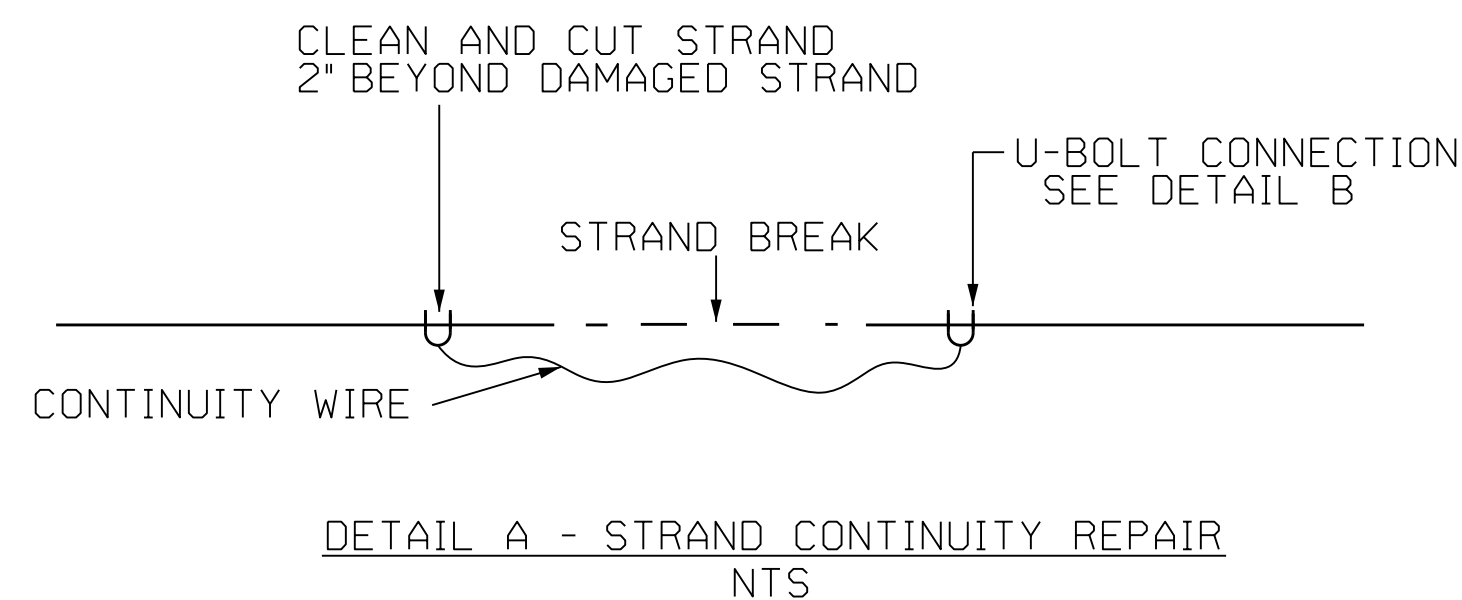 CLEAN AND CUT STRAND
2" BEYOND DAMAGED STRAND
U-BOLT CONNECTION
SEE DETAIL B
STRAND BREAK
CONTINUITY WIRE
DETAIL A - STRAND CONTINUITY REPAIR
NTS